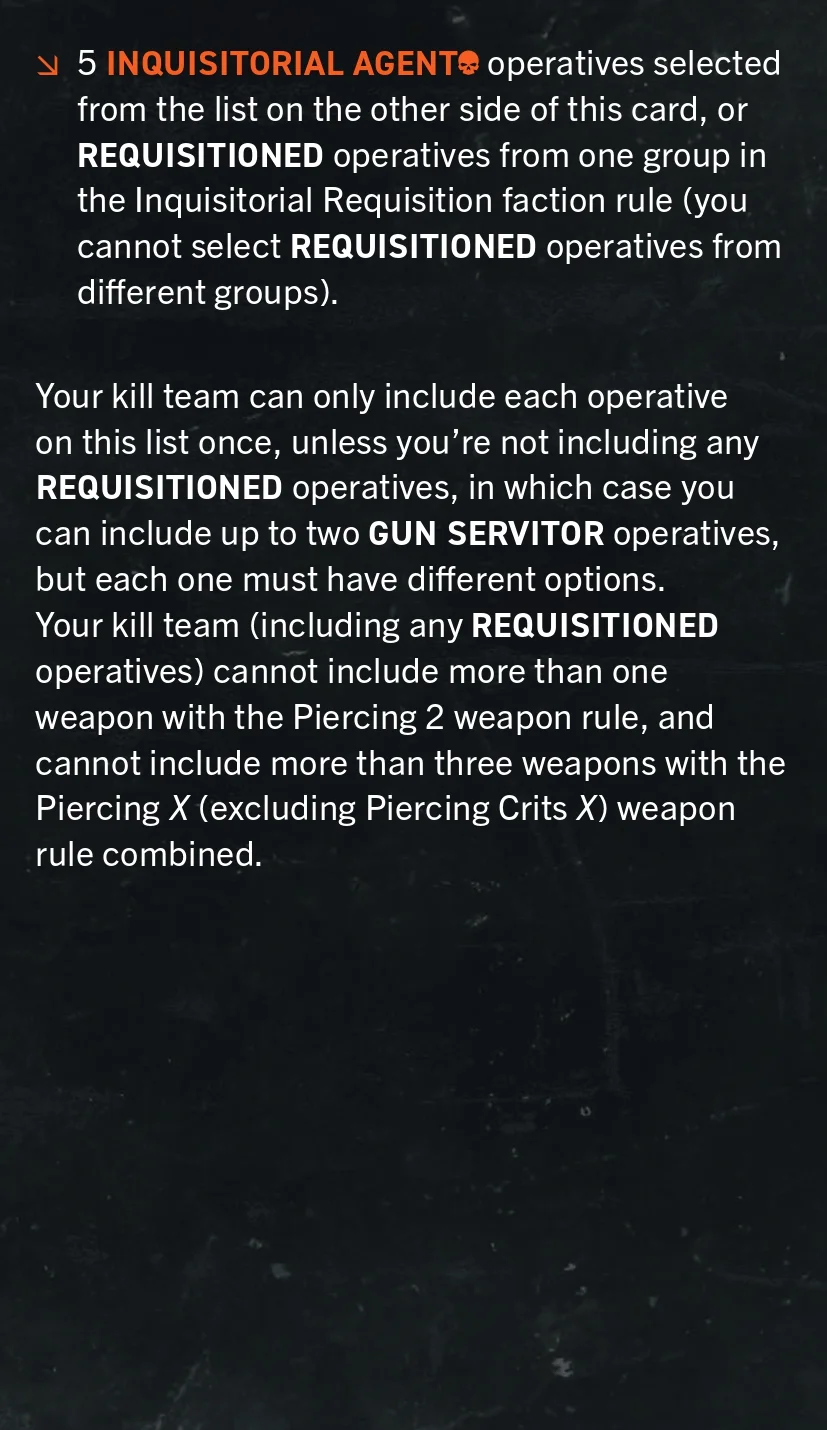 ↘ 5 INQUISITORIAL AGENT💀 operatives selected
from the list on the other side of this card, or
REQUISITIONED operatives from one group in
the Inquisitorial Requisition faction rule (you
cannot select REQUISITIONED operatives from
different groups).
Your kill team can only include each operative
on this list once, unless you’re not including any
REQUISITIONED operatives, in which case you
can include up to two GUN SERVITOR operatives,
but each one must have different options.
Your kill team (including any REQUISITIONED
operatives) cannot include more than one
weapon with the Piercing 2 weapon rule, and
cannot include more than three weapons with the
Piercing X (excluding Piercing Crits X) weapon
rule combined.